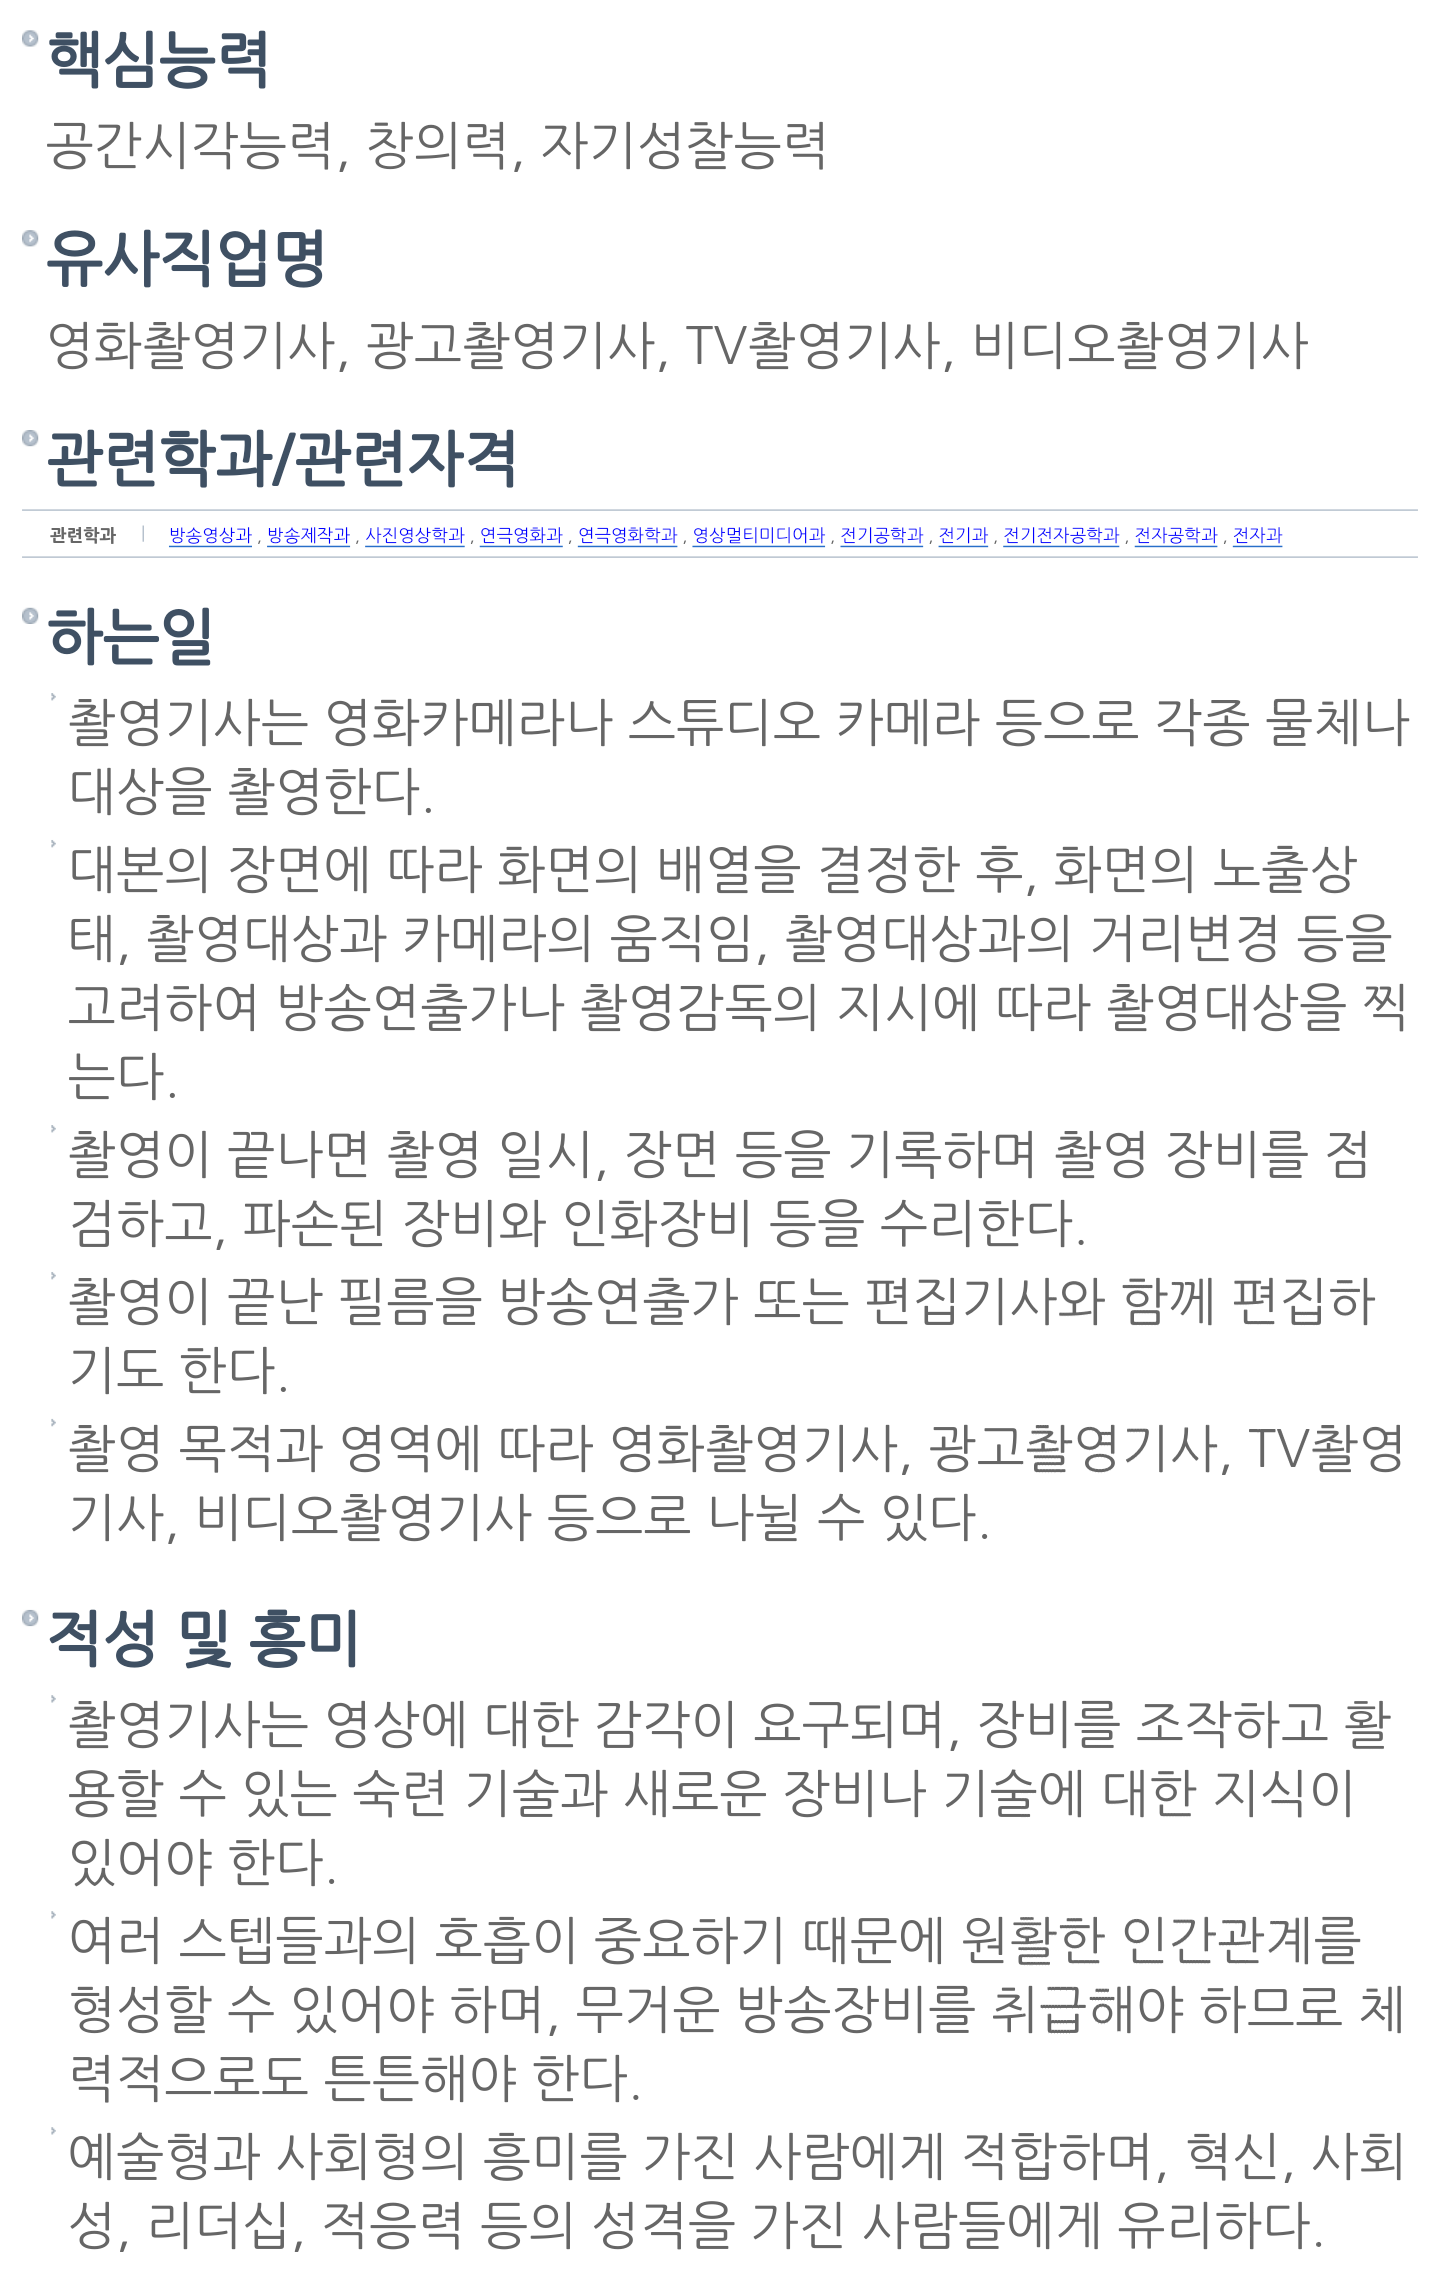 핵심능력
공간시각능력, 창의력, 자기성찰능력
유사직업명
영화촬영기사, 광고촬영기사, TV촬영기사, 비디오촬영기사
관련학과/관련자격
관련학과 | 방송영상과 , 방송제작과 , 사진영상학과 , 연극영화과 , 연극영화학과 , 영상멀티미디어과 , 전기공학과 , 전기과 , 전기전자공학과 , 전자공학과 , 전자과
하는일
촬영기사는 영화카메라나 스튜디오 카메라 등으로 각종 물체나
대상을 촬영한다.
대본의 장면에 따라 화면의 배열을 결정한 후, 화면의 노출상
태, 촬영대상과 카메라의 움직임, 촬영대상과의 거리변경 등을
고려하여 방송연출가나 촬영감독의 지시에 따라 촬영대상을 찍
는다.
촬영이 끝나면 촬영 일시, 장면 등을 기록하며 촬영 장비를 점
검하고, 파손된 장비와 인화장비 등을 수리한다.
촬영이 끝난 필름을 방송연출가 또는 편집기사와 함께 편집하
기도 한다.
촬영 목적과 영역에 따라 영화촬영기사, 광고촬영기사, TV촬영
기사, 비디오촬영기사 등으로 나뉠 수 있다.
적성 및 흥미
촬영기사는 영상에 대한 감각이 요구되며, 장비를 조작하고 활
용할 수 있는 숙련 기술과 새로운 장비나 기술에 대한 지식이
있어야 한다.
여러 스텝들과의 호흡이 중요하기 때문에 원활한 인간관계를
형성할 수 있어야 하며, 무거운 방송장비를 취급해야 하므로 체
력적으로도 튼튼해야 한다.
예술형과 사회형의 흥미를 가진 사람에게 적합하며, 혁신, 사회
성, 리더십, 적응력 등의 성격을 가진 사람들에게 유리하다.